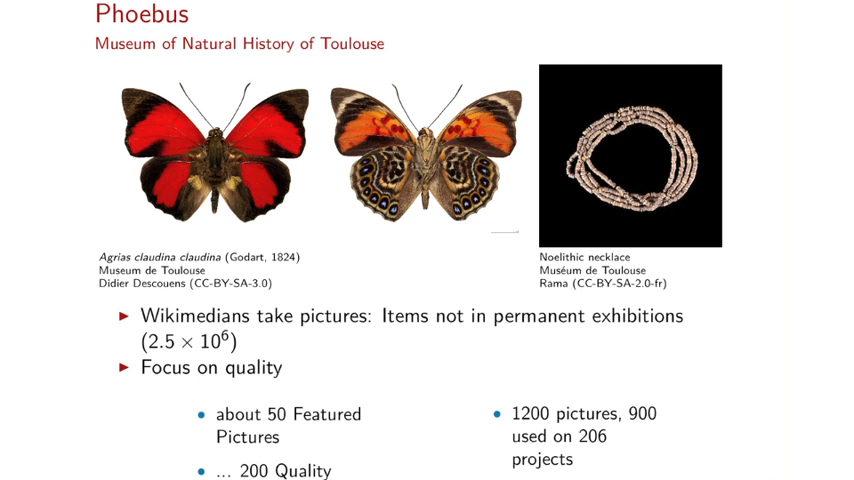 Phoebus
Museum of Natural History of Toulouse
Agrias claudina claudina (Godart, 1824)
Museum de Toulouse
Didier Descouens (CC-BY-SA-3.0)
Noelithic necklace
Muséum de Toulouse
Rama (CC-BY-SA-2.0-fr)
▶ Wikimedians take pictures: Items not in permanent exhibitions
(2.5 × 10⁶)
▶ Focus on quality
• about 50 Featured
Pictures
• ... 200 Quality
• 1200 pictures, 900
used on 206
projects